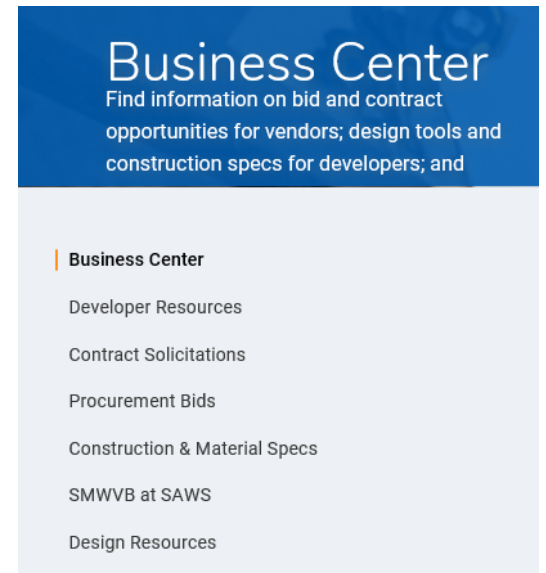 Business Center
Find information on bid and contract
opportunities for vendors; design tools and
construction specs for developers; and
Business Center
Developer Resources
Contract Solicitations
Procurement Bids
Construction & Material Specs
SMWVB at SAWS
Design Resources